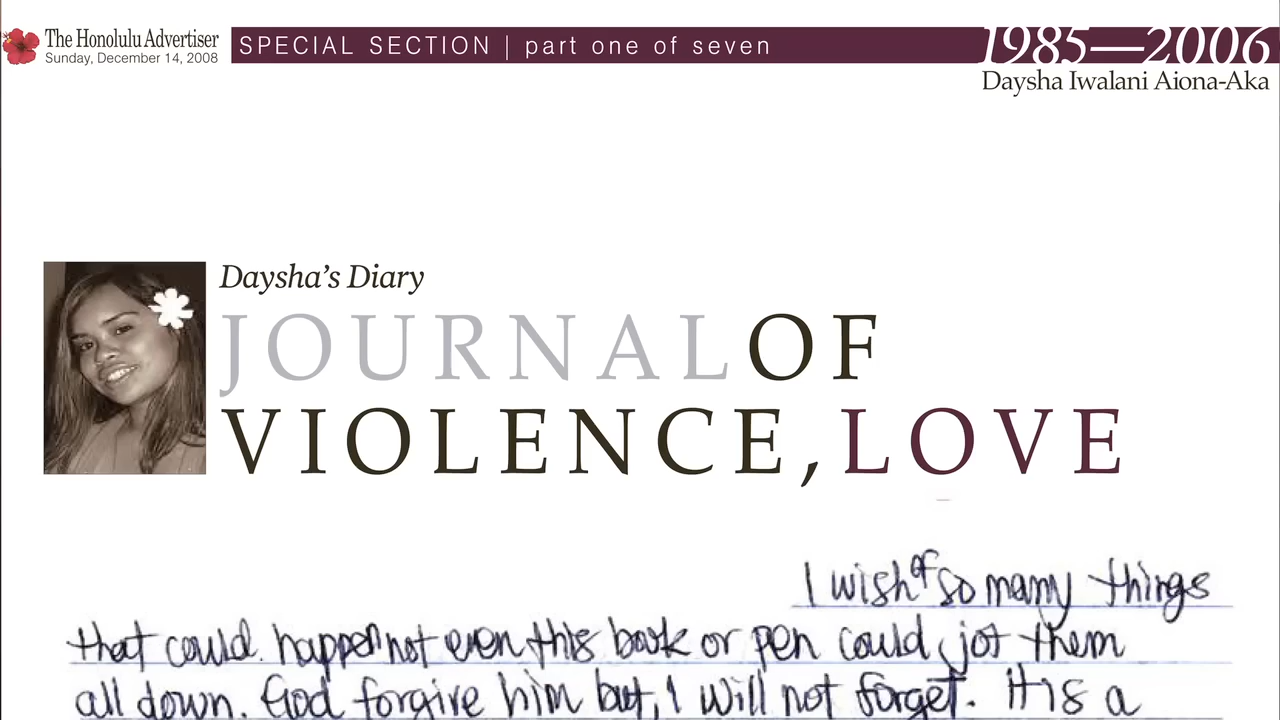 The Honolulu Advertiser
Sunday, December 14, 2008
SPECIAL SECTION | part one of seven
1985—2006
Daysha Iwalani Aiona-Aka
Daysha's Diary
JOURNAL OF
VIOLENCE, LOVE
I wish of so many things
that could happen not even this book or pen could jot them
all down. God forgive him but, I will not forget. It is a